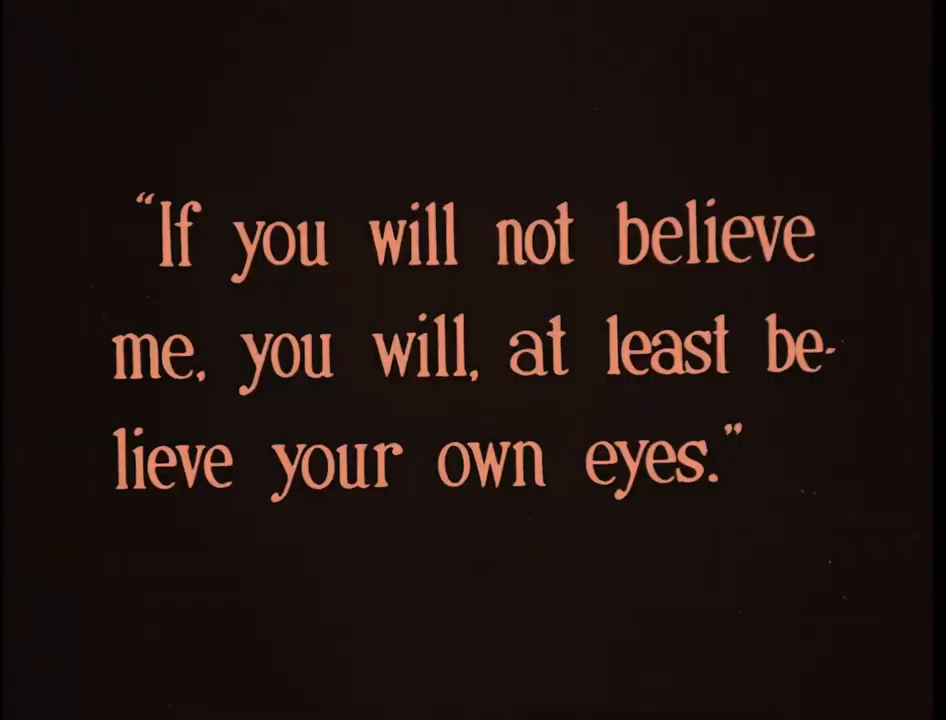 “If you will not believe
me, you will, at least be-
lieve your own eyes.”